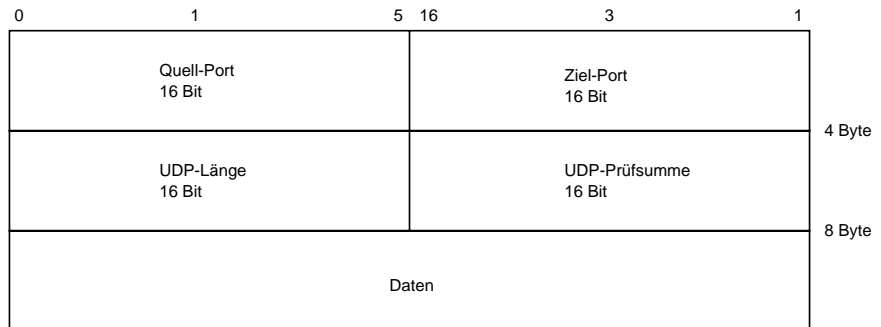 0 1 5 16 3 1
Quell-Port
16 Bit
Ziel-Port
16 Bit
4 Byte
UDP-Länge
16 Bit
UDP-Prüfsumme
16 Bit
8 Byte
Daten